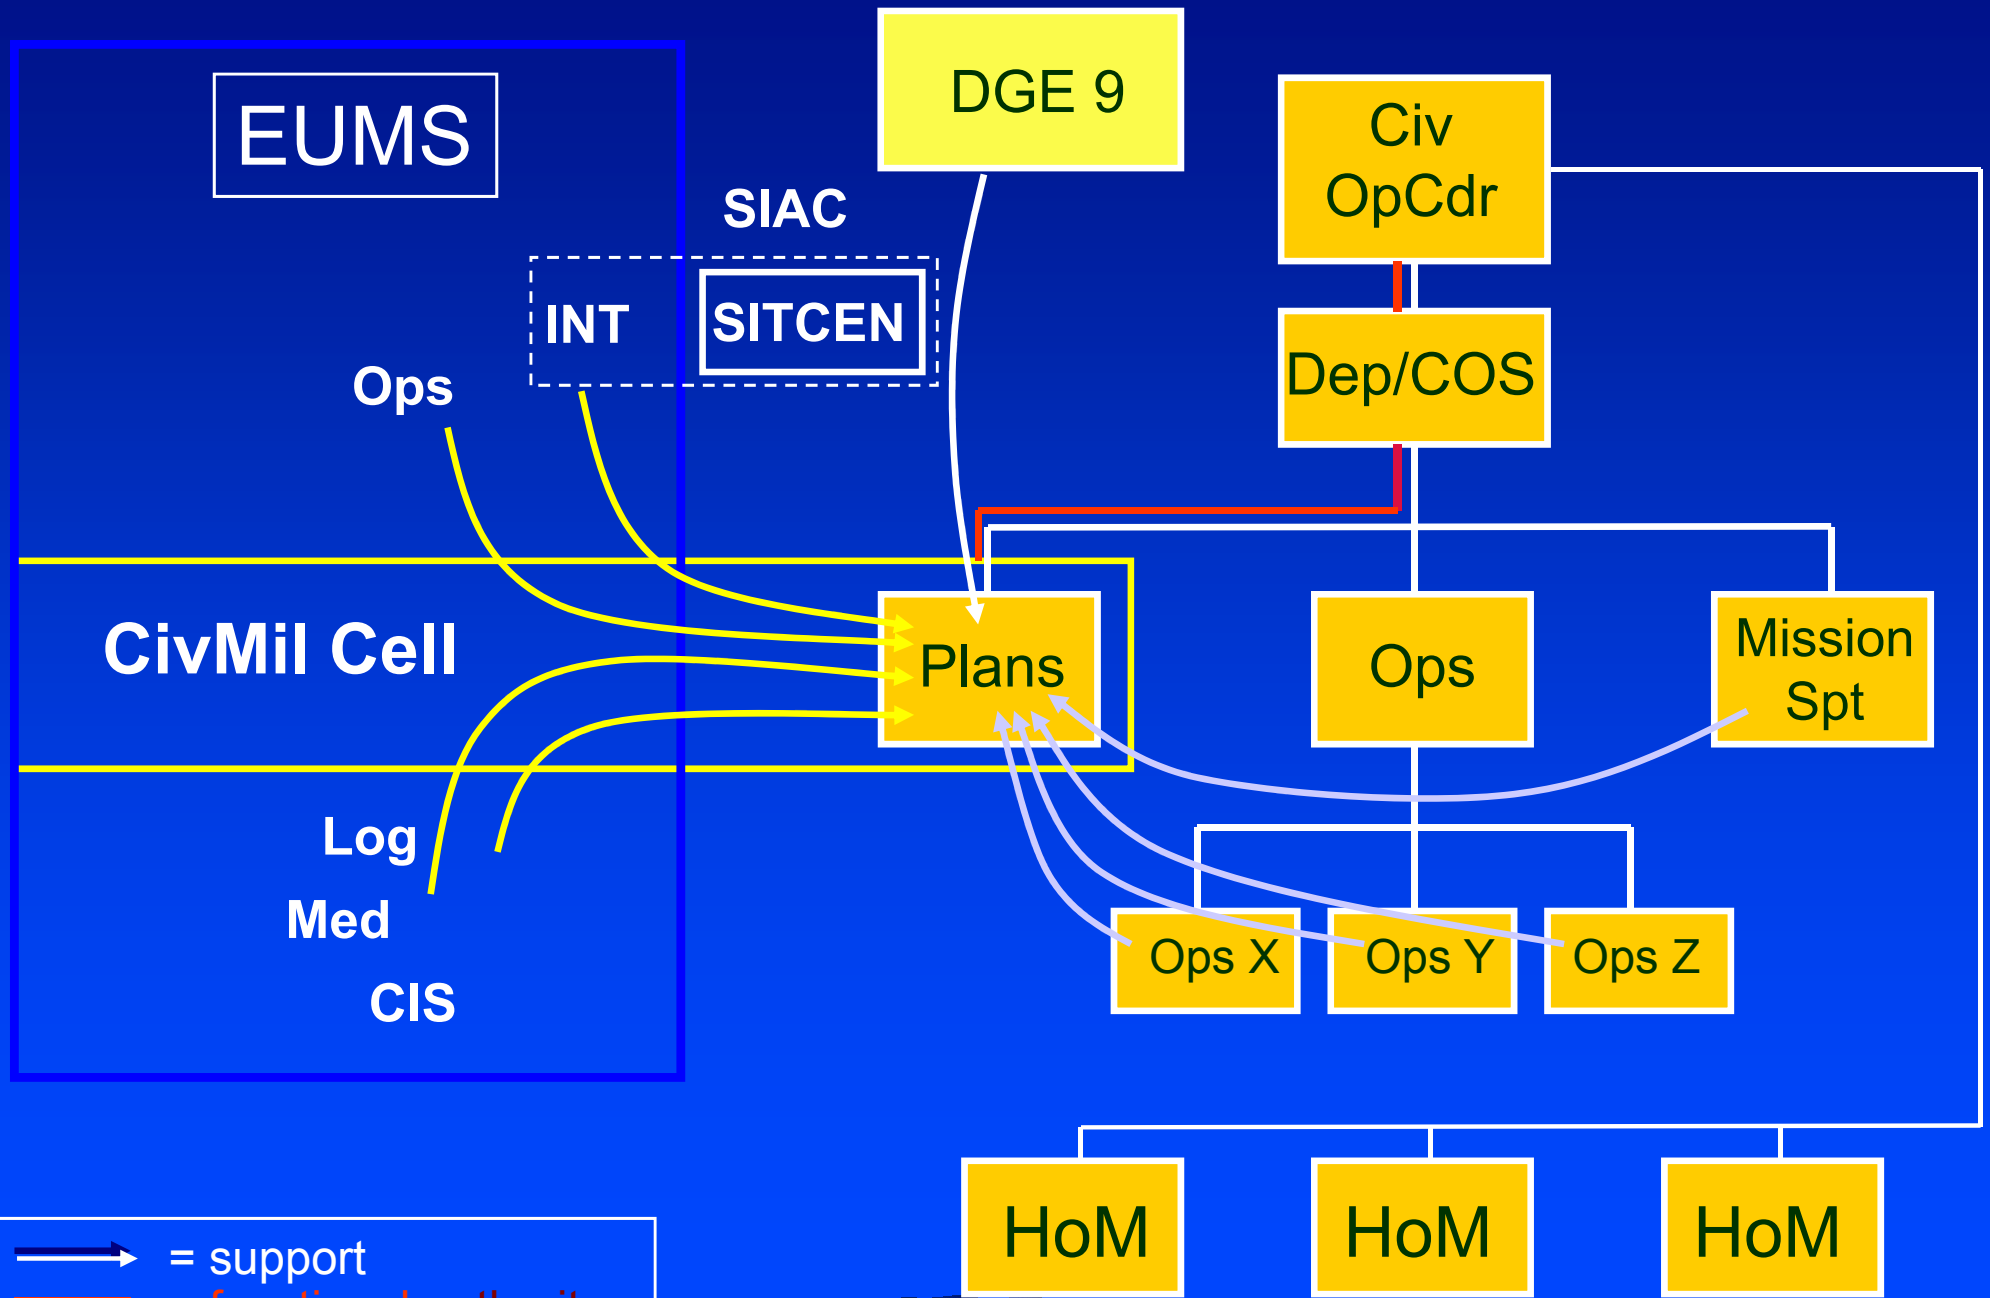 EUMS
DGE 9
Civ
OpCdr
SIAC
INT
SITCEN
Ops
Dep/COS
CivMil Cell
Plans
Ops
Mission
Spt
Log
Med
CIS
Ops X
Ops Y
Ops Z
HoM
HoM
HoM
= support